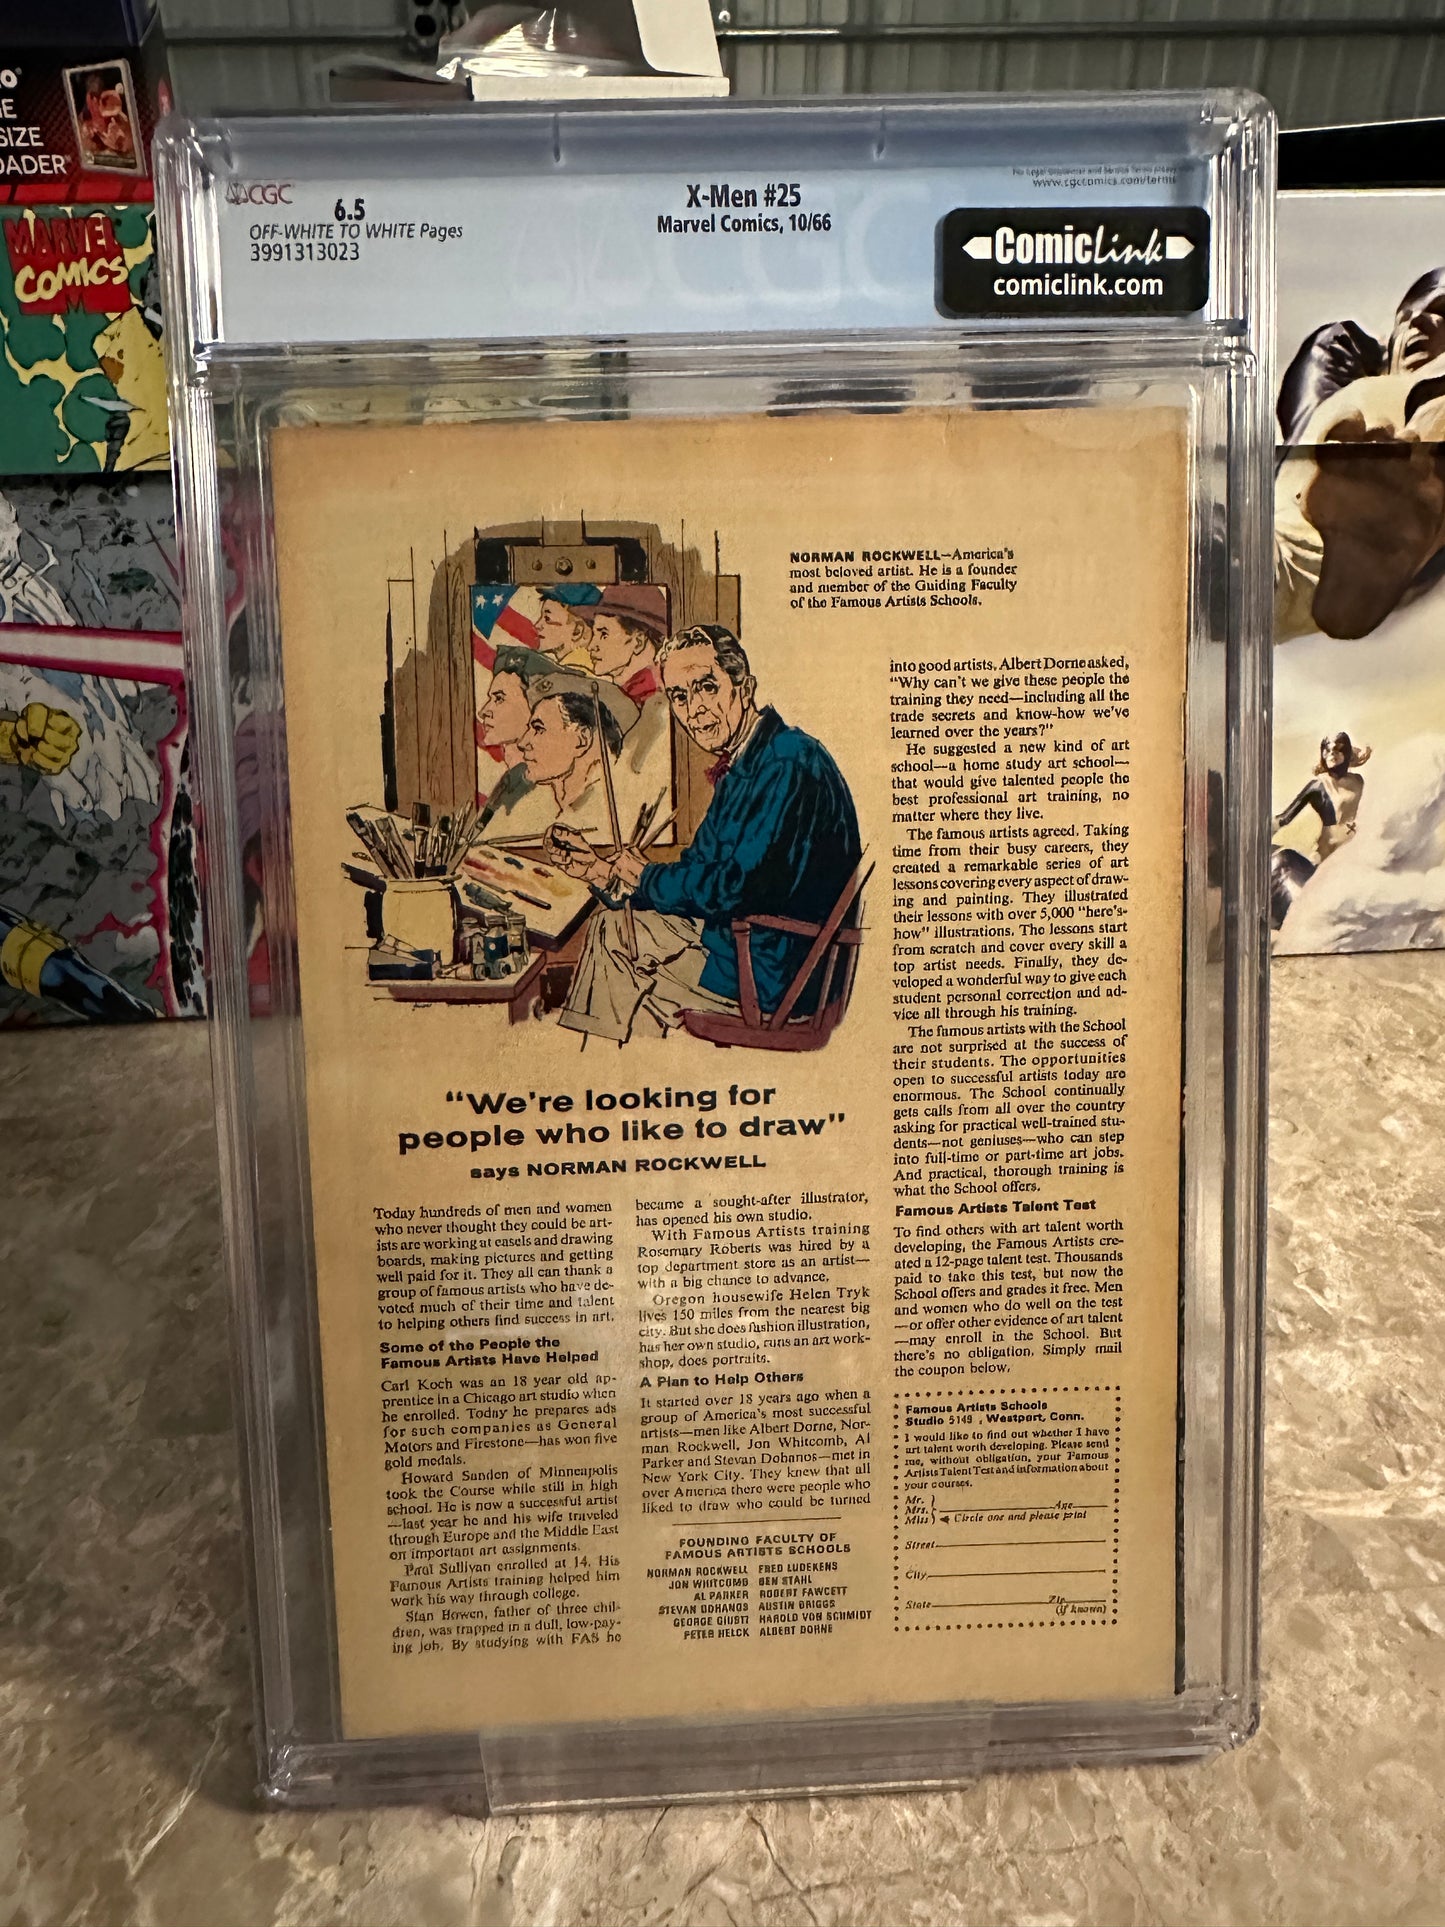 SIZE
MARVEL
COMICS
CGC
6.5
OFF-WHITE TO WHITE Pages
3991313023
X-Men #25
Marvel Comics, 10/66
www.cgccomics.com/terms
ComicLink
comiclink.com
NORMAN ROCKWELL—America's
most beloved artist. He is a founder
and member of the Guiding Faculty
of the Famous Artists Schools.
"We're looking for
people who like to draw"
says NORMAN ROCKWELL
Today hundreds of men and women
who never thought they could be art-
ists are working at easels and drawing
boards, making pictures and getting
well paid for it. They all can thank a
group of famous artists who have de-
voted much of their time and talent
to helping others find success in art.
Some of the People the
Famous Artists Have Helped
Carl Koch was an 18 year old ap-
prentice in a Chicago art studio when
he enrolled. Today he prepares ads
for such companies as General
Motors and Firestone—has won five
gold medals.
Howard Sanden of Minneapolis
took the Course while still in high
school. He is now a successful artist
—last year he and his wife traveled
through Europe and the Middle East
on important art assignments.
Paul Sullivan enrolled at 14. His
Famous Artists training helped him
work his way through college.
Stan Bowen, father of three chil-
dren, was trapped in a dull, low-pay-
ing job. By studying with FAS he
became a sought-after illustrator,
has opened his own studio.
With Famous Artists training
Rosemary Roberts was hired by a
top department store as an artist—
with a big chance to advance.
Oregon housewife Helen Tryk
lives 150 miles from the nearest big
city. But she does fashion illustration,
has her own studio, runs an art work-
shop, does portraits.
A Plan to Help Others
It started over 18 years ago when a
group of America's most successful
artists—men like Albert Dorne, Nor-
man Rockwell, Jon Whitcomb, Al
Parker and Stevan Dohanos—met in
New York City. They knew that all
over America there were people who
liked to draw who could be turned
FOUNDING FACULTY OF
FAMOUS ARTISTS SCHOOLS
NORMAN ROCKWELL FRED LUDEKENS
JON WHITCOMB BEN STAHL
AL PARKER ROBERT FAWCETT
STEVAN DOHANOS AUSTIN BRIGGS
GEORGE GIUSTI HAROLD VON SCHMIDT
PETER HELCK ALBERT DORNE
into good artists. Albert Dorne asked,
"Why can't we give these people the
training they need—including all the
trade secrets and know-how we've
learned over the years?"
He suggested a new kind of art
school—a home study art school—
that would give talented people the
best professional art training, no
matter where they live.
The famous artists agreed. Taking
time from their busy careers, they
created a remarkable series of art
lessons covering every aspect of draw-
ing and painting. They illustrated
their lessons with over 5,000 "here's-
how" illustrations. The lessons start
from scratch and cover every skill a
top artist needs. Finally, they de-
veloped a wonderful way to give each
student personal correction and ad-
vice all through his training.
The famous artists with the School
are not surprised at the success of
their students. The opportunities
open to successful artists today are
enormous. The School continually
gets calls from all over the country
asking for practical well-trained stu-
dents—not geniuses—who can step
into full-time or part-time art jobs.
And practical, thorough training is
what the School offers.
Famous Artists Talent Test
To find others with art talent worth
developing, the Famous Artists cre-
ated a 12-page talent test. Thousands
paid to take this test, but now the
School offers and grades it free. Men
and women who do well on the test
—or offer other evidence of art talent
—may enroll in the School. But
there's no obligation. Simply mail
the coupon below.
Famous Artists Schools
Studio 5149 , Westport, Conn.
I would like to find out whether I have
art talent worth developing. Please send
me, without obligation, your Famous
Artists Talent Test and information about
your courses.
Mr.
Mrs. Age
Miss Circle one and please print
Street
City
State Zip
(if known)